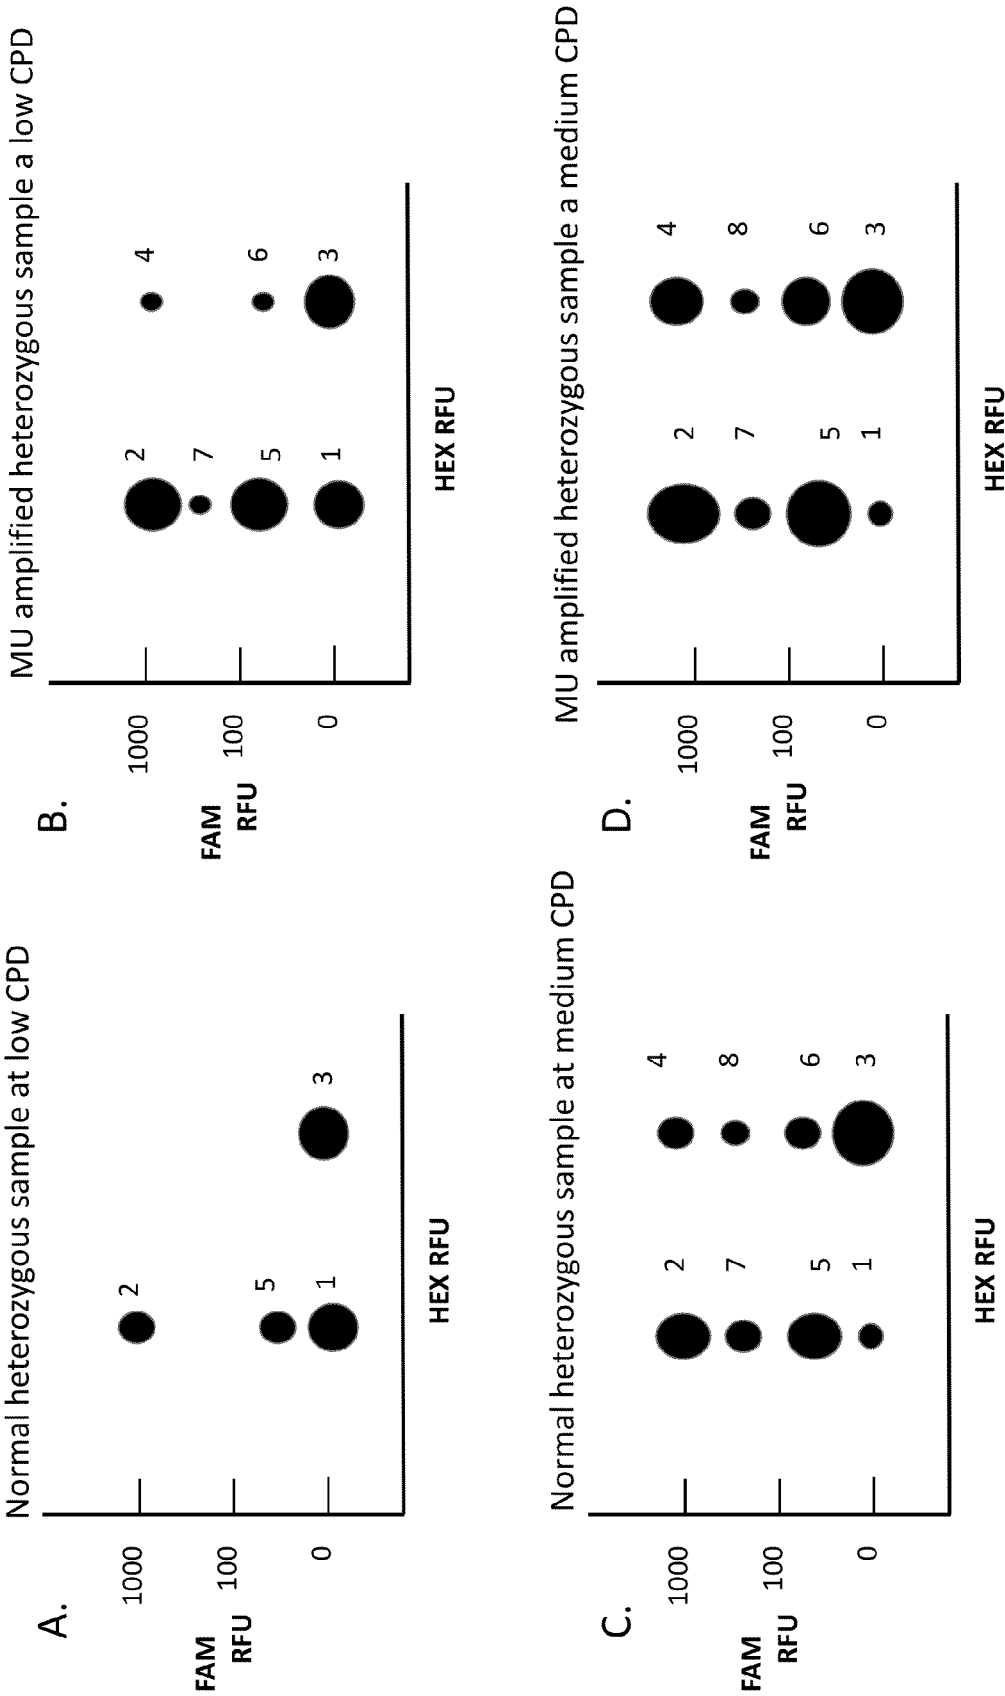 Normal heterozygous sample at low CPD
A.
1000
100
0
FAM
RFU
2
5
1
3
HEX RFU
MU amplified heterozygous sample a low CPD
B.
1000
100
0
FAM
RFU
2
7
5
1
4
6
3
HEX RFU
Normal heterozygous sample at medium CPD
C.
1000
100
0
FAM
RFU
2
7
5
1
4
8
6
3
HEX RFU
MU amplified heterozygous sample a medium CPD
D.
1000
100
0
FAM
RFU
2
7
5
1
4
8
6
3
HEX RFU